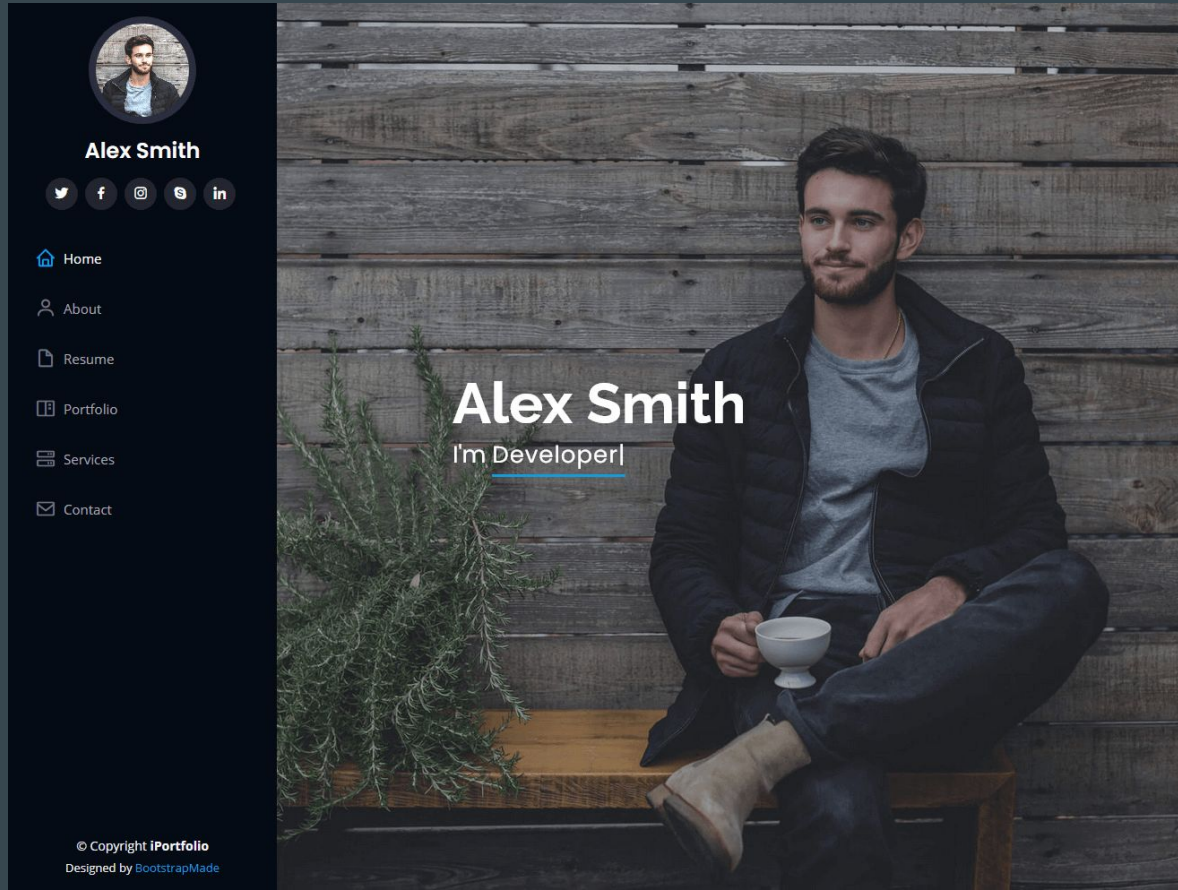 Alex Smith
Home
About
Resume
Portfolio
Services
Contact
© Copyright iPortfolio
Designed by BootstrapMade
Alex Smith
I'm Developer|